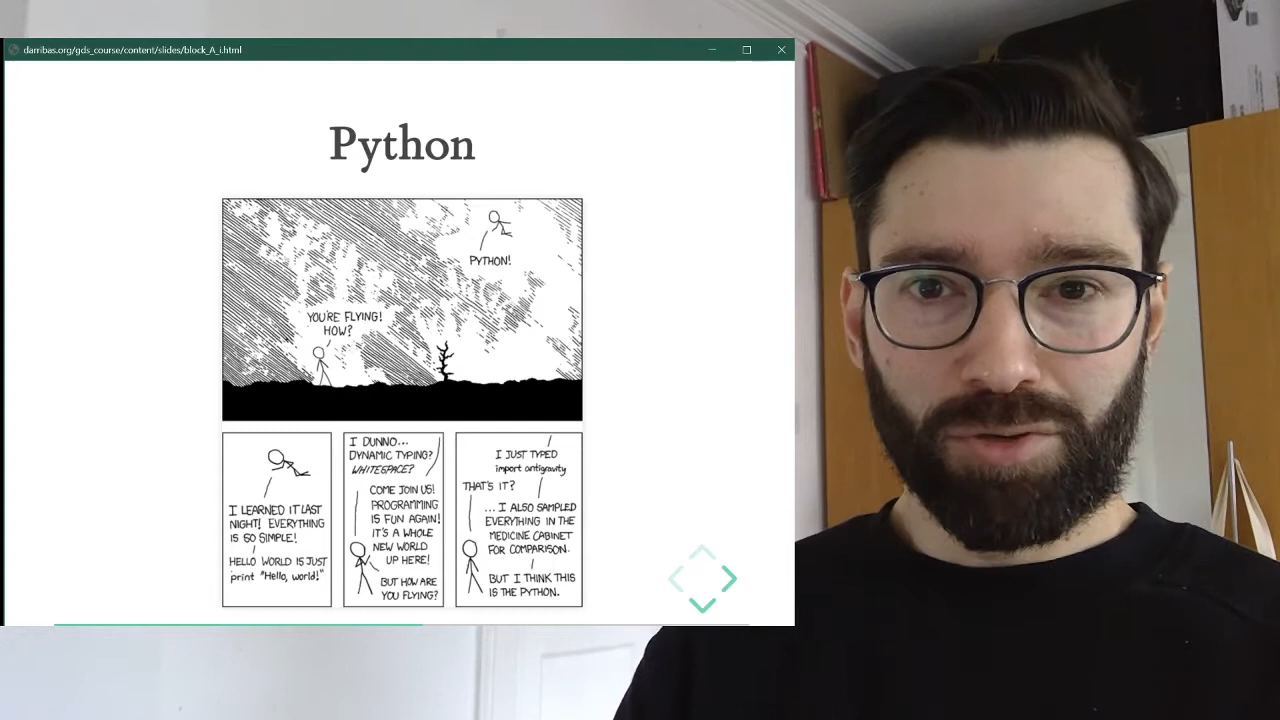 darribas.org/gds_course/content/slides/block_A_i.html
Python
PYTHON!
YOU'RE FLYING!
HOW?
I LEARNED IT LAST
NIGHT! EVERYTHING
IS SO SIMPLE!
HELLO WORLD IS JUST
print "Hello, world!"
I DUNNO...
DYNAMIC TYPING?
WHITESPACE?
COME JOIN US!
PROGRAMMING
IS FUN AGAIN!
IT'S A WHOLE
NEW WORLD
UP HERE!
BUT HOW ARE
YOU FLYING?
I JUST TYPED
import antigravity
THAT'S IT?
... I ALSO SAMPLED
EVERYTHING IN THE
MEDICINE CABINET
FOR COMPARISON.
BUT I THINK THIS
IS THE PYTHON.